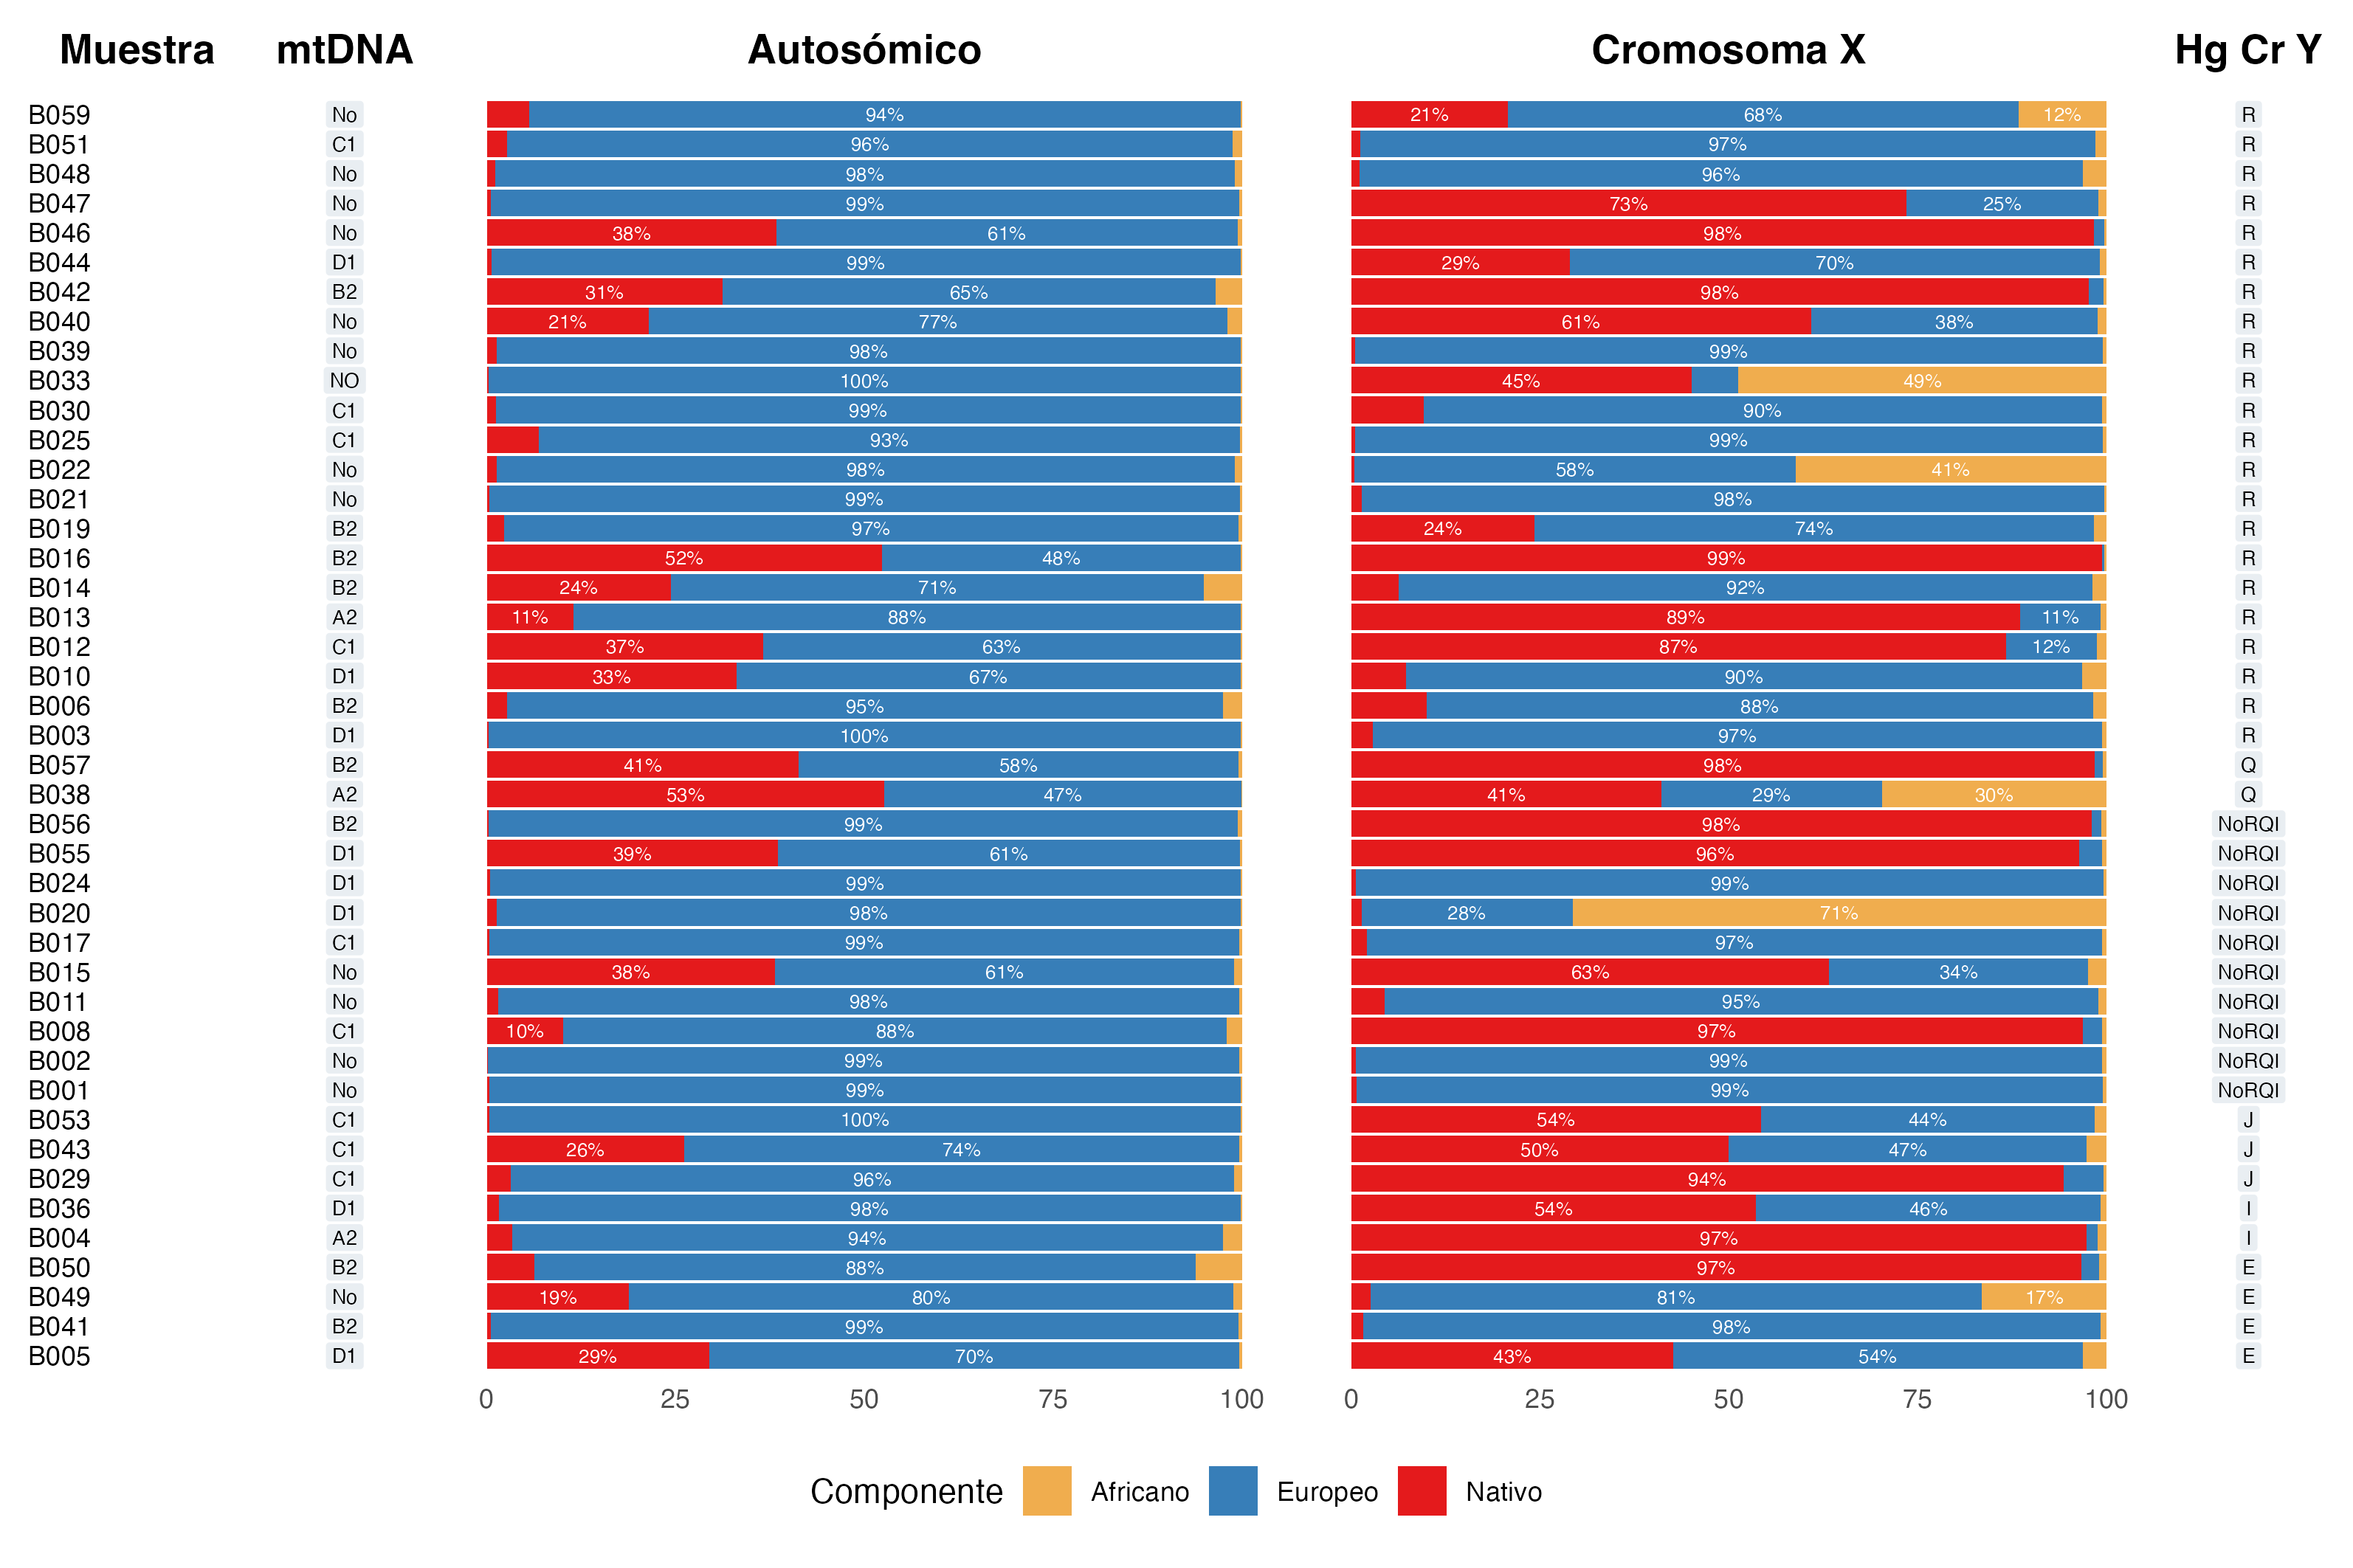 Muestra mtDNA Autosómico Cromosoma X Hg Cr Y
B059 No 94% 21% 68% 12% R
B051 C1 96% 97% R
B048 No 98% 96% R
B047 No 99% 73% 25% R
B046 No 38% 61% 98% R
B044 D1 99% 29% 70% R
B042 B2 31% 65% 98% R
B040 No 21% 77% 61% 38% R
B039 No 98% 99% R
B033 NO 100% 45% 49% R
B030 C1 99% 90% R
B025 C1 93% 99% R
B022 No 98% 58% 41% R
B021 No 99% 98% R
B019 B2 97% 24% 74% R
B016 B2 52% 48% 99% R
B014 B2 24% 71% 92% R
B013 A2 11% 88% 89% 11% R
B012 C1 37% 63% 87% 12% R
B010 D1 33% 67% 90% R
B006 B2 95% 88% R
B003 D1 100% 97% R
B057 B2 41% 58% 98% Q
B038 A2 53% 47% 41% 29% 30% Q
B056 B2 99% 98% NoRQI
B055 D1 39% 61% 96% NoRQI
B024 D1 99% 99% NoRQI
B020 D1 98% 28% 71% NoRQI
B017 C1 99% 97% NoRQI
B015 No 38% 61% 63% 34% NoRQI
B011 No 98% 95% NoRQI
B008 C1 10% 88% 97% NoRQI
B002 No 99% 99% NoRQI
B001 No 99% 99% NoRQI
B053 C1 100% 54% 44% J
B043 C1 26% 74% 50% 47% J
B029 C1 96% 94% J
B036 D1 98% 54% 46% I
B004 A2 94% 97% I
B050 B2 88% 97% E
B049 No 19% 80% 81% 17% E
B041 B2 99% 98% E
B005 D1 29% 70% 43% 54% E
0 25 50 75 100 0 25 50 75 100
Componente Africano Europeo Nativo